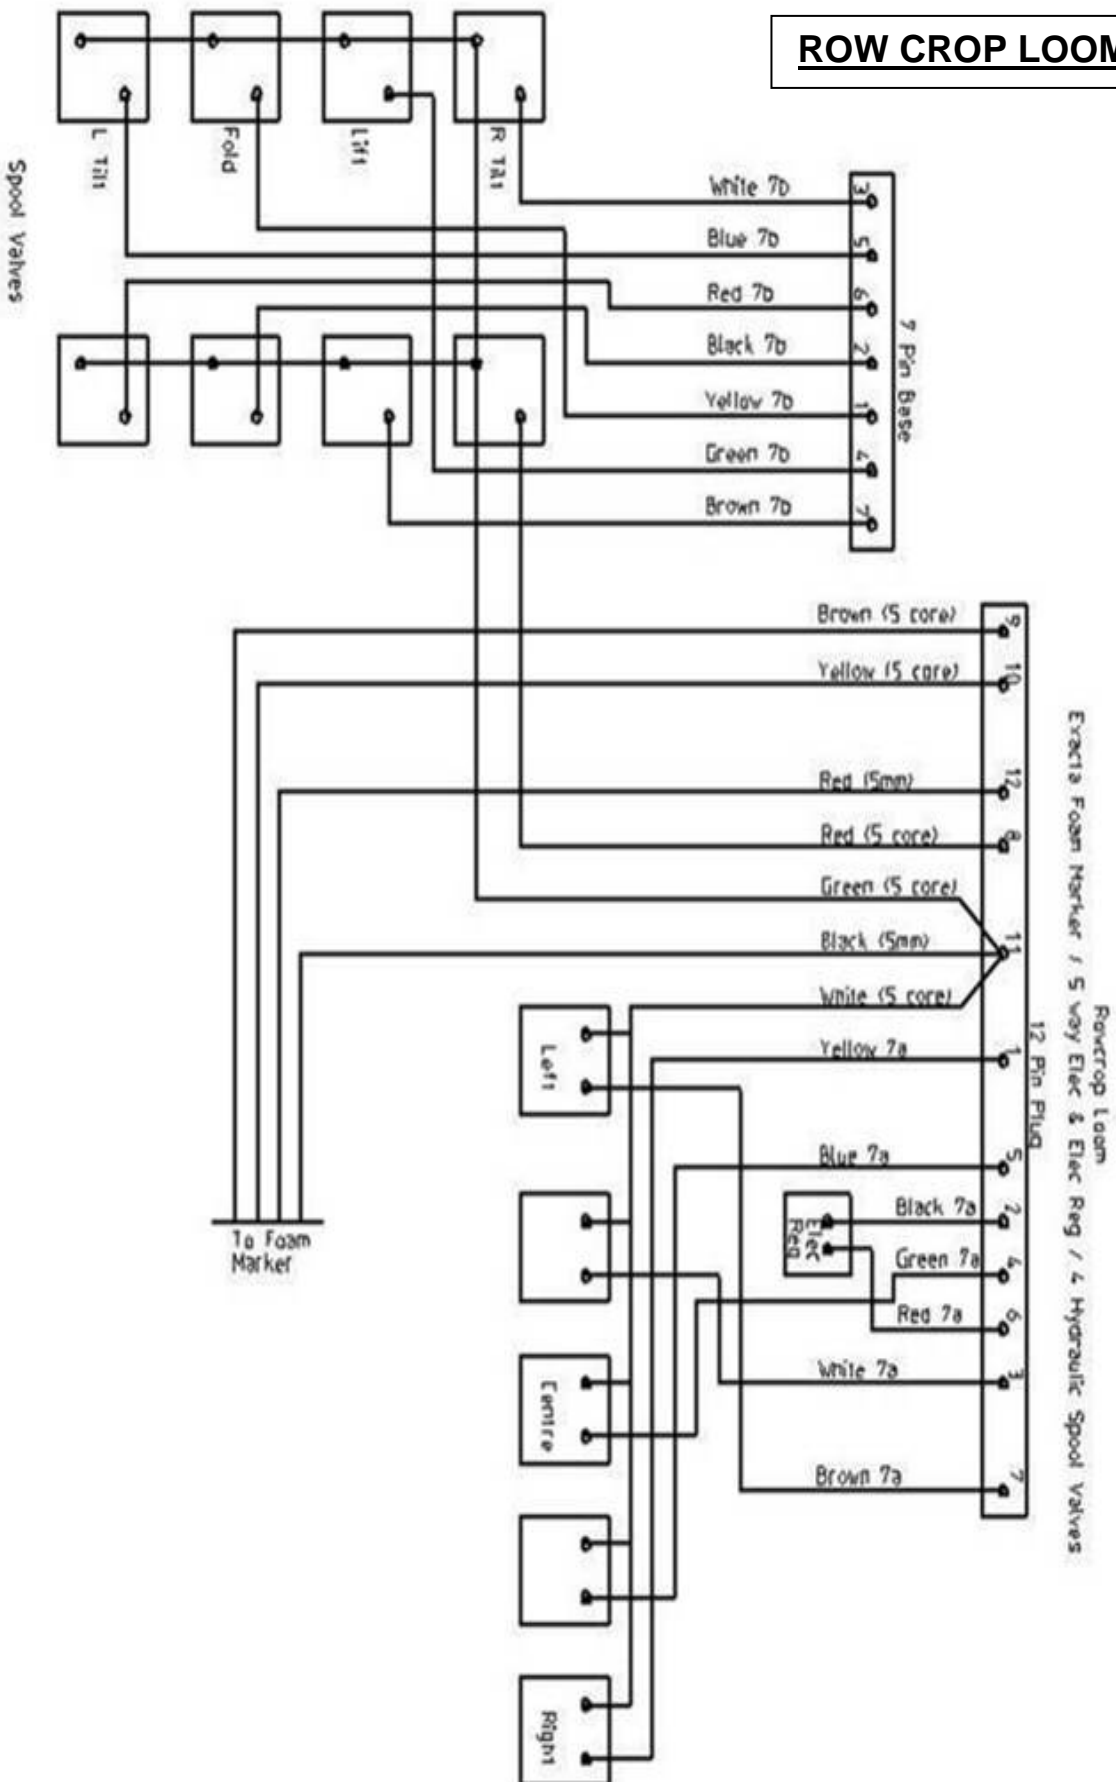 ROW CROP LOOM
L Tilt
Fold
Lift
R Tilt
Spool Valves
White 7b
Blue 7b
Red 7b
Black 7b
Yellow 7b
Green 7b
Brown 7b
3
5
6
2
1
4
7
7 Pin Base
Brown (5 core)
Yellow (5 core)
Red (5mm)
Red (5 core)
Green (5 core)
Black (5mm)
White (5 core)
Yellow 7a
Blue 7a
Black 7a
Green 7a
Red 7a
White 7a
Brown 7a
9
10
12
8
11
1
5
2
4
6
3
7
12 Pin Plug
Rowcrop Loom
Exacta Foam Marker / 5 way Elec & Elec Reg / 4 Hydraulic Spool Valves
To Foam
Marker
Left
Elec
Reg
Centre
Right